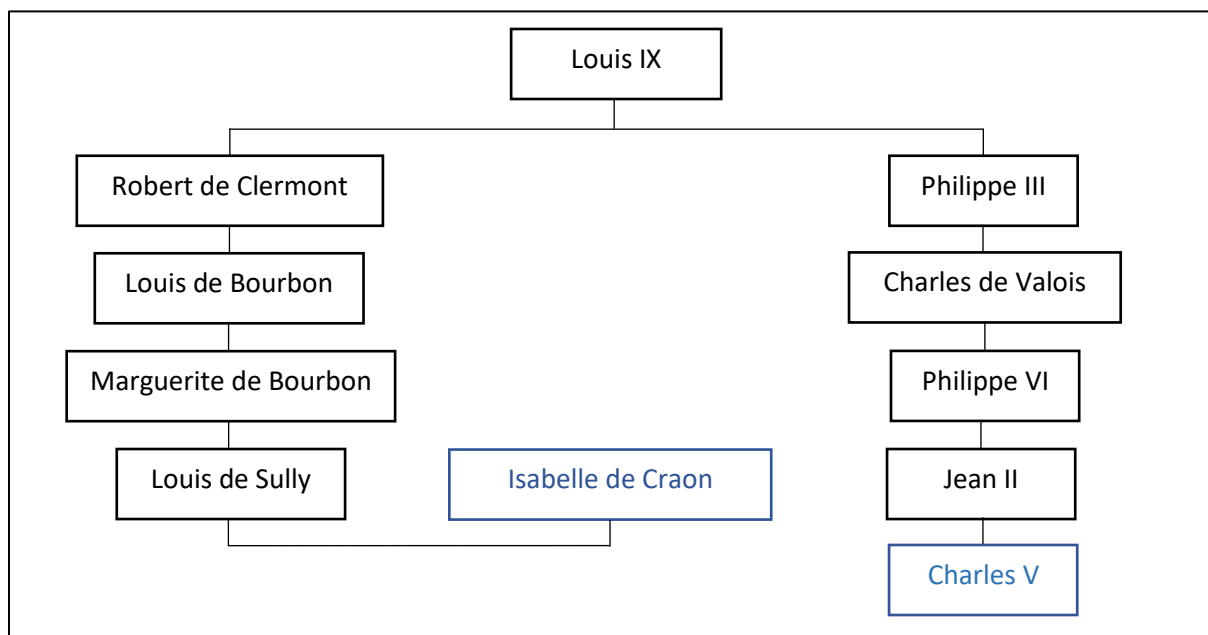 Louis IX
Robert de Clermont
Philippe III
Louis de Bourbon
Charles de Valois
Marguerite de Bourbon
Philippe VI
Louis de Sully
Isabelle de Craon
Jean II
Charles V